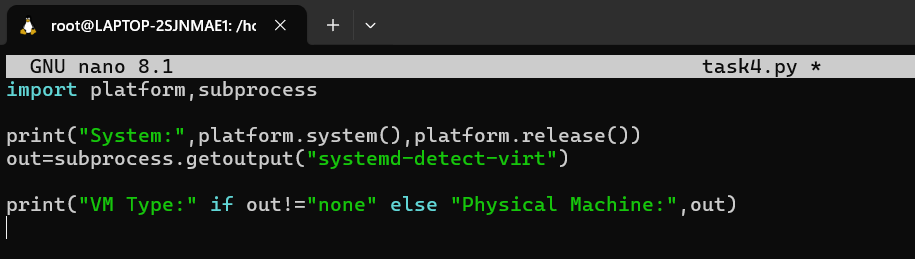 root@LAPTOP-2SJNMAE1: /hc
GNU nano 8.1 task4.py *
import platform,subprocess
print("System:",platform.system(),platform.release())
out=subprocess.getoutput("systemd-detect-virt")
print("VM Type:" if out!="none" else "Physical Machine:",out)